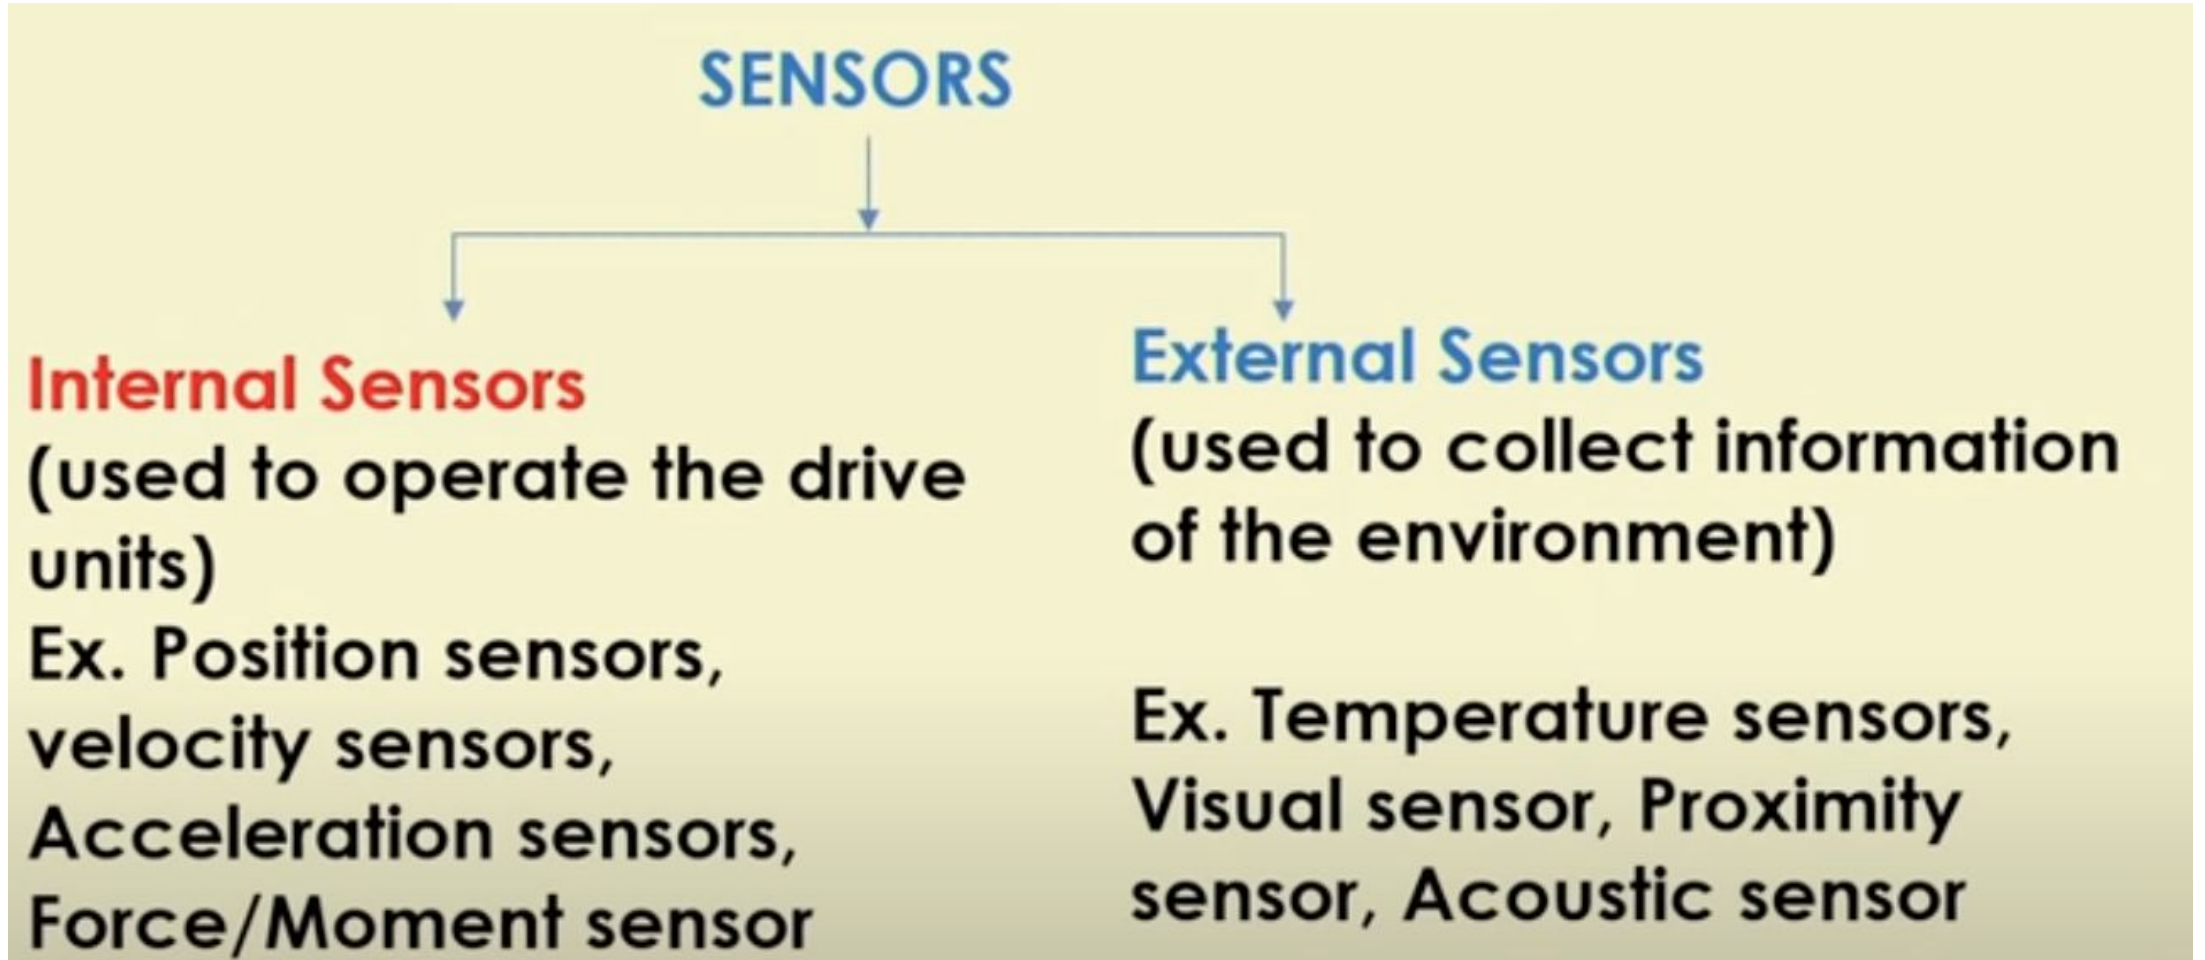 SENSORS
Internal Sensors
(used to operate the drive
units)
Ex. Position sensors,
velocity sensors,
Acceleration sensors,
Force/Moment sensor
External Sensors
(used to collect information
of the environment)
Ex. Temperature sensors,
Visual sensor, Proximity
sensor, Acoustic sensor